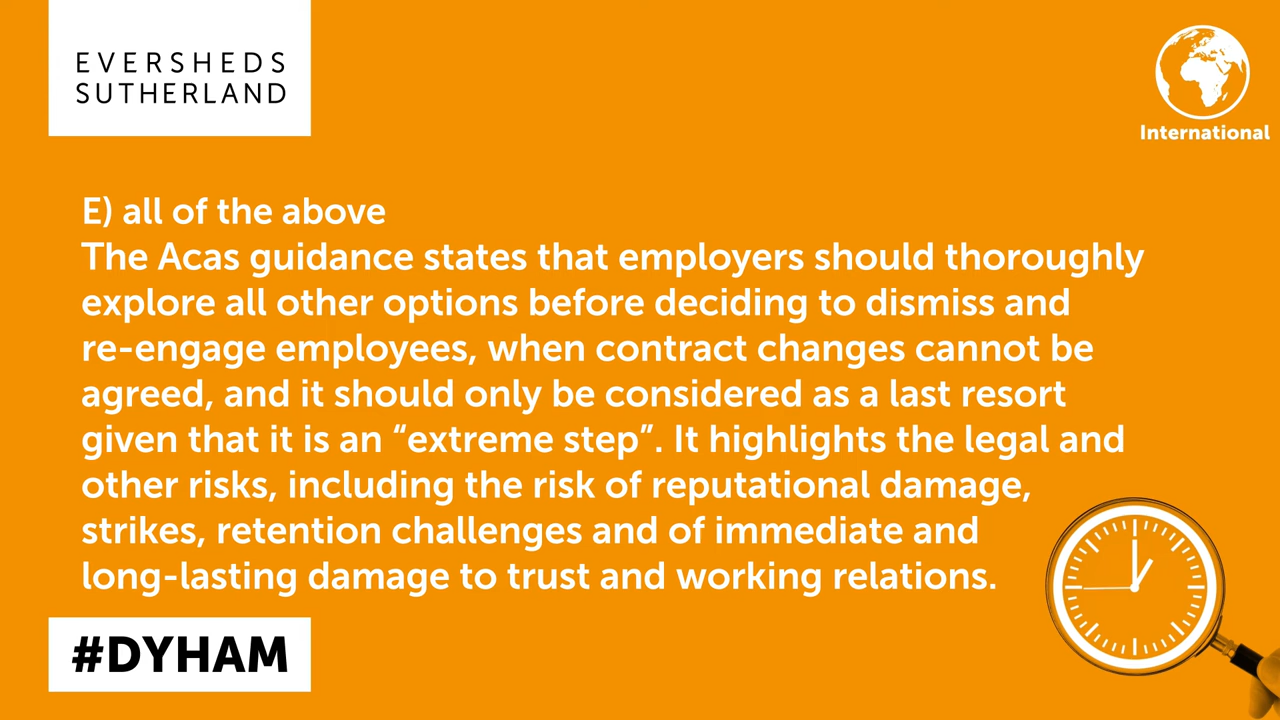 EVERSHEDS
SUTHERLAND
International
E) all of the above
The Acas guidance states that employers should thoroughly
explore all other options before deciding to dismiss and
re-engage employees, when contract changes cannot be
agreed, and it should only be considered as a last resort
given that it is an “extreme step”. It highlights the legal and
other risks, including the risk of reputational damage,
strikes, retention challenges and of immediate and
long-lasting damage to trust and working relations.
#DYHAM